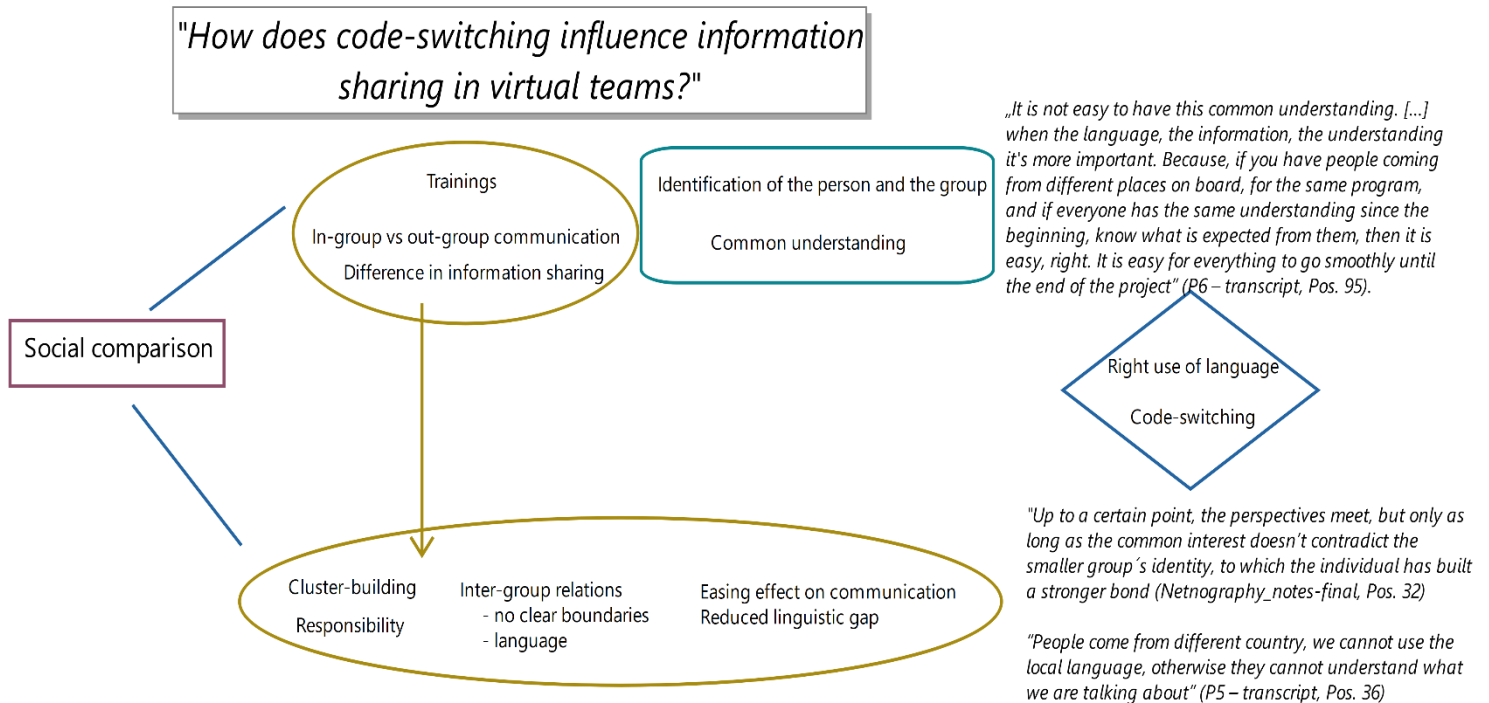 "How does code-switching influence information
sharing in virtual teams?"
Trainings
In-group vs out-group communication
Difference in information sharing
Identification of the person and the group
Common understanding
„It is not easy to have this common understanding. [...]
when the language, the information, the understanding
it's more important. Because, if you have people coming
from different places on board, for the same program,
and if everyone has the same understanding since the
beginning, know what is expected from them, then it is
easy, right. It is easy for everything to go smoothly until
the end of the project” (P6 – transcript, Pos. 95).
Social comparison
Right use of language
Code-switching
Cluster-building
Responsibility
Inter-group relations
- no clear boundaries
- language
Easing effect on communication
Reduced linguistic gap
"Up to a certain point, the perspectives meet, but only as
long as the common interest doesn’t contradict the
smaller group´s identity, to which the individual has built
a stronger bond (Netnography_notes-final, Pos. 32)
“People come from different country, we cannot use the
local language, otherwise they cannot understand what
we are talking about” (P5 – transcript, Pos. 36)